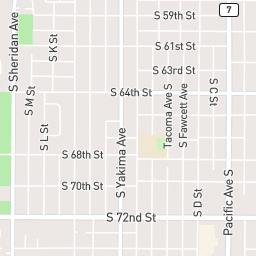 S 59th St
7
S Sheridan Ave
S K St
S 61st St
S 63rd St
S 64th St
S C St
S M St
S L St
S Yakima Ave
Tacoma Ave S
S Fawcett Ave
S 68th St
S 70th St
S 72nd St
S D St
Pacific Ave S